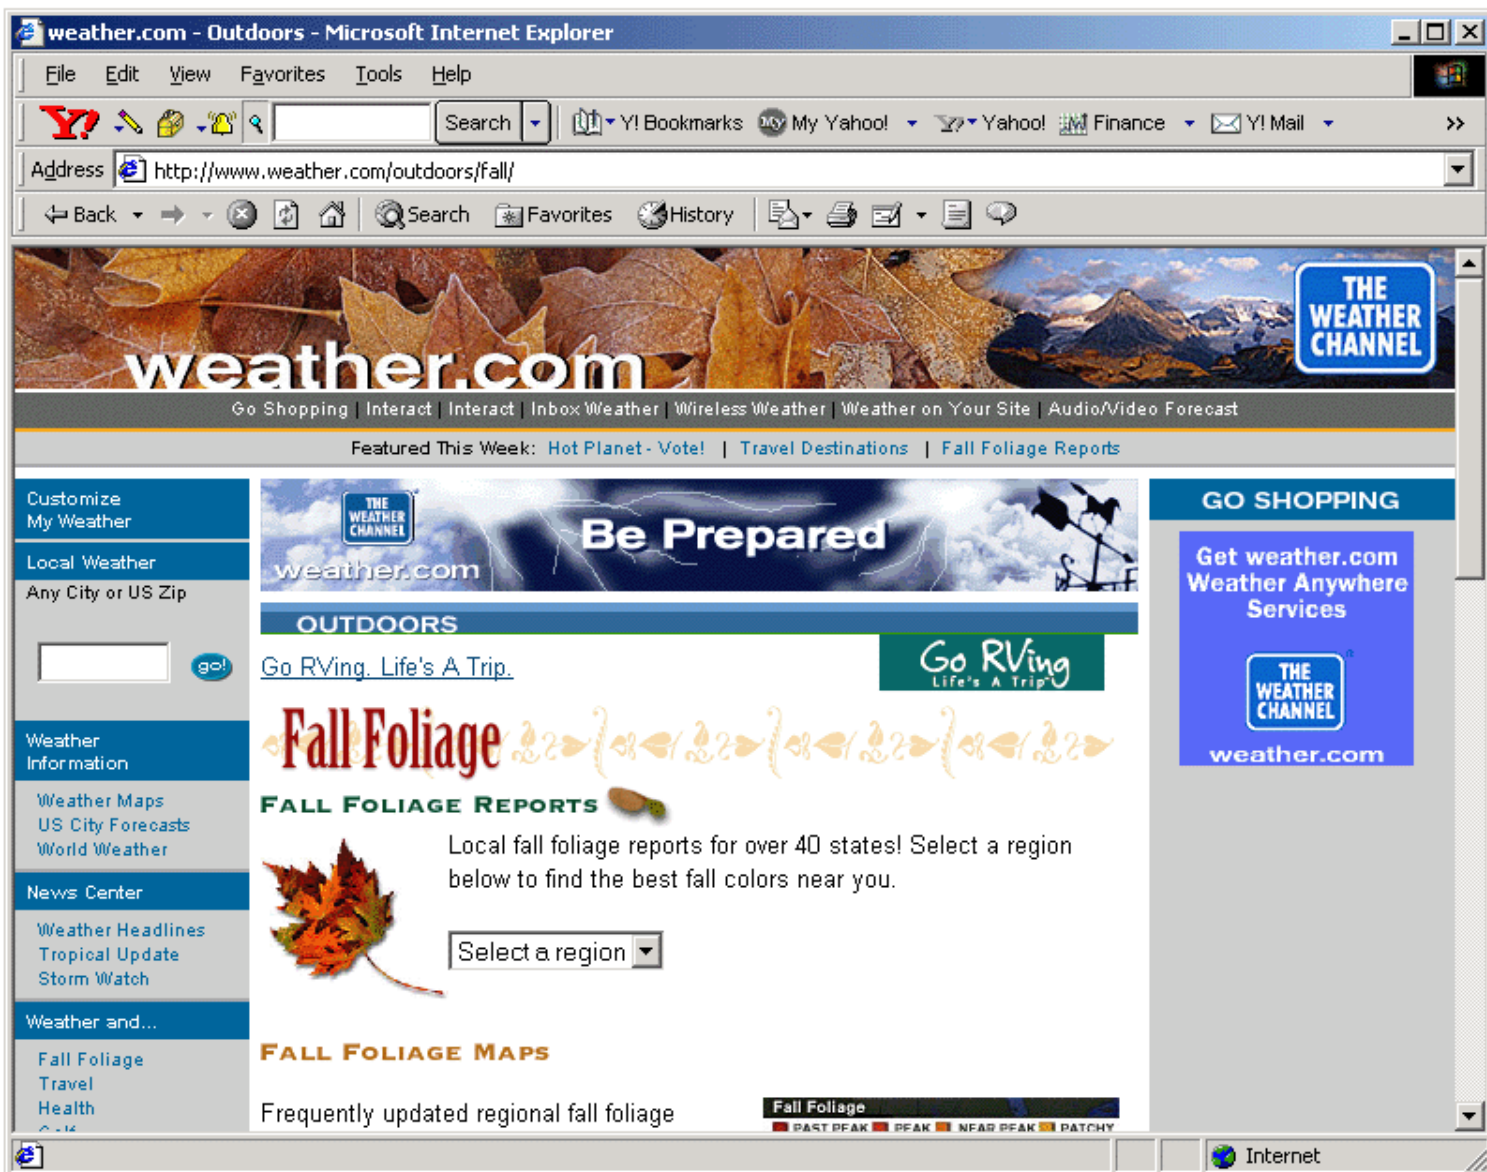 weather.com - Outdoors - Microsoft Internet Explorer
File Edit View Favorites Tools Help
Y! Search Y! Bookmarks My Yahoo! Yahoo! Finance Y! Mail »
Address http://www.weather.com/outdoors/fall/
Back Search Favorites History
weather.com
THE
WEATHER
CHANNEL
Go Shopping | Interact | Interact | Inbox Weather | Wireless Weather | Weather on Your Site | Audio/Video Forecast
Featured This Week: Hot Planet - Vote! | Travel Destinations | Fall Foliage Reports
Customize
My Weather
Local Weather
Any City or US Zip
go!
Weather
Information
Weather Maps
US City Forecasts
World Weather
News Center
Weather Headlines
Tropical Update
Storm Watch
Weather and...
Fall Foliage
Travel
Health
THE
WEATHER
CHANNEL
weather.com
Be Prepared
OUTDOORS
Go RVing. Life's A Trip.
Go RVing
Life's A Trip
Fall Foliage
FALL FOLIAGE REPORTS
Local fall foliage reports for over 40 states! Select a region
below to find the best fall colors near you.
Select a region
FALL FOLIAGE MAPS
Frequently updated regional fall foliage
Fall Foliage
PAST PEAK PEAK NEAR PEAK PATCHY
GO SHOPPING
Get weather.com
Weather Anywhere
Services
THE
WEATHER
CHANNEL
weather.com
Internet